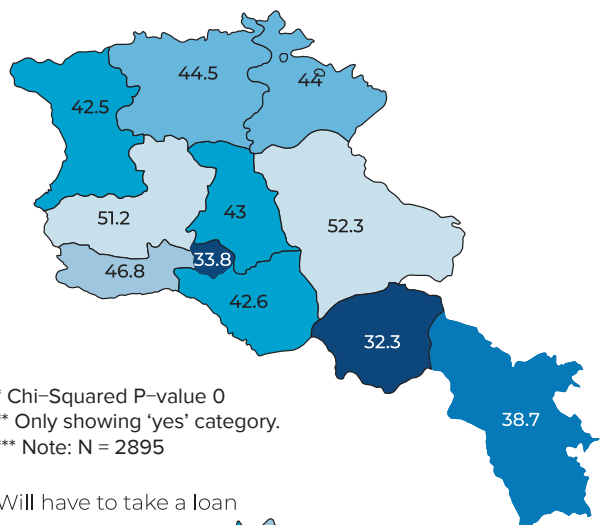 44.5
44
42.5
51.2
43
52.3
33.8
46.8
42.6
32.3
38.7
* Chi–Squared P–value 0
** Only showing ‘yes’ category.
*** Note: N = 2895
Will have to take a loan